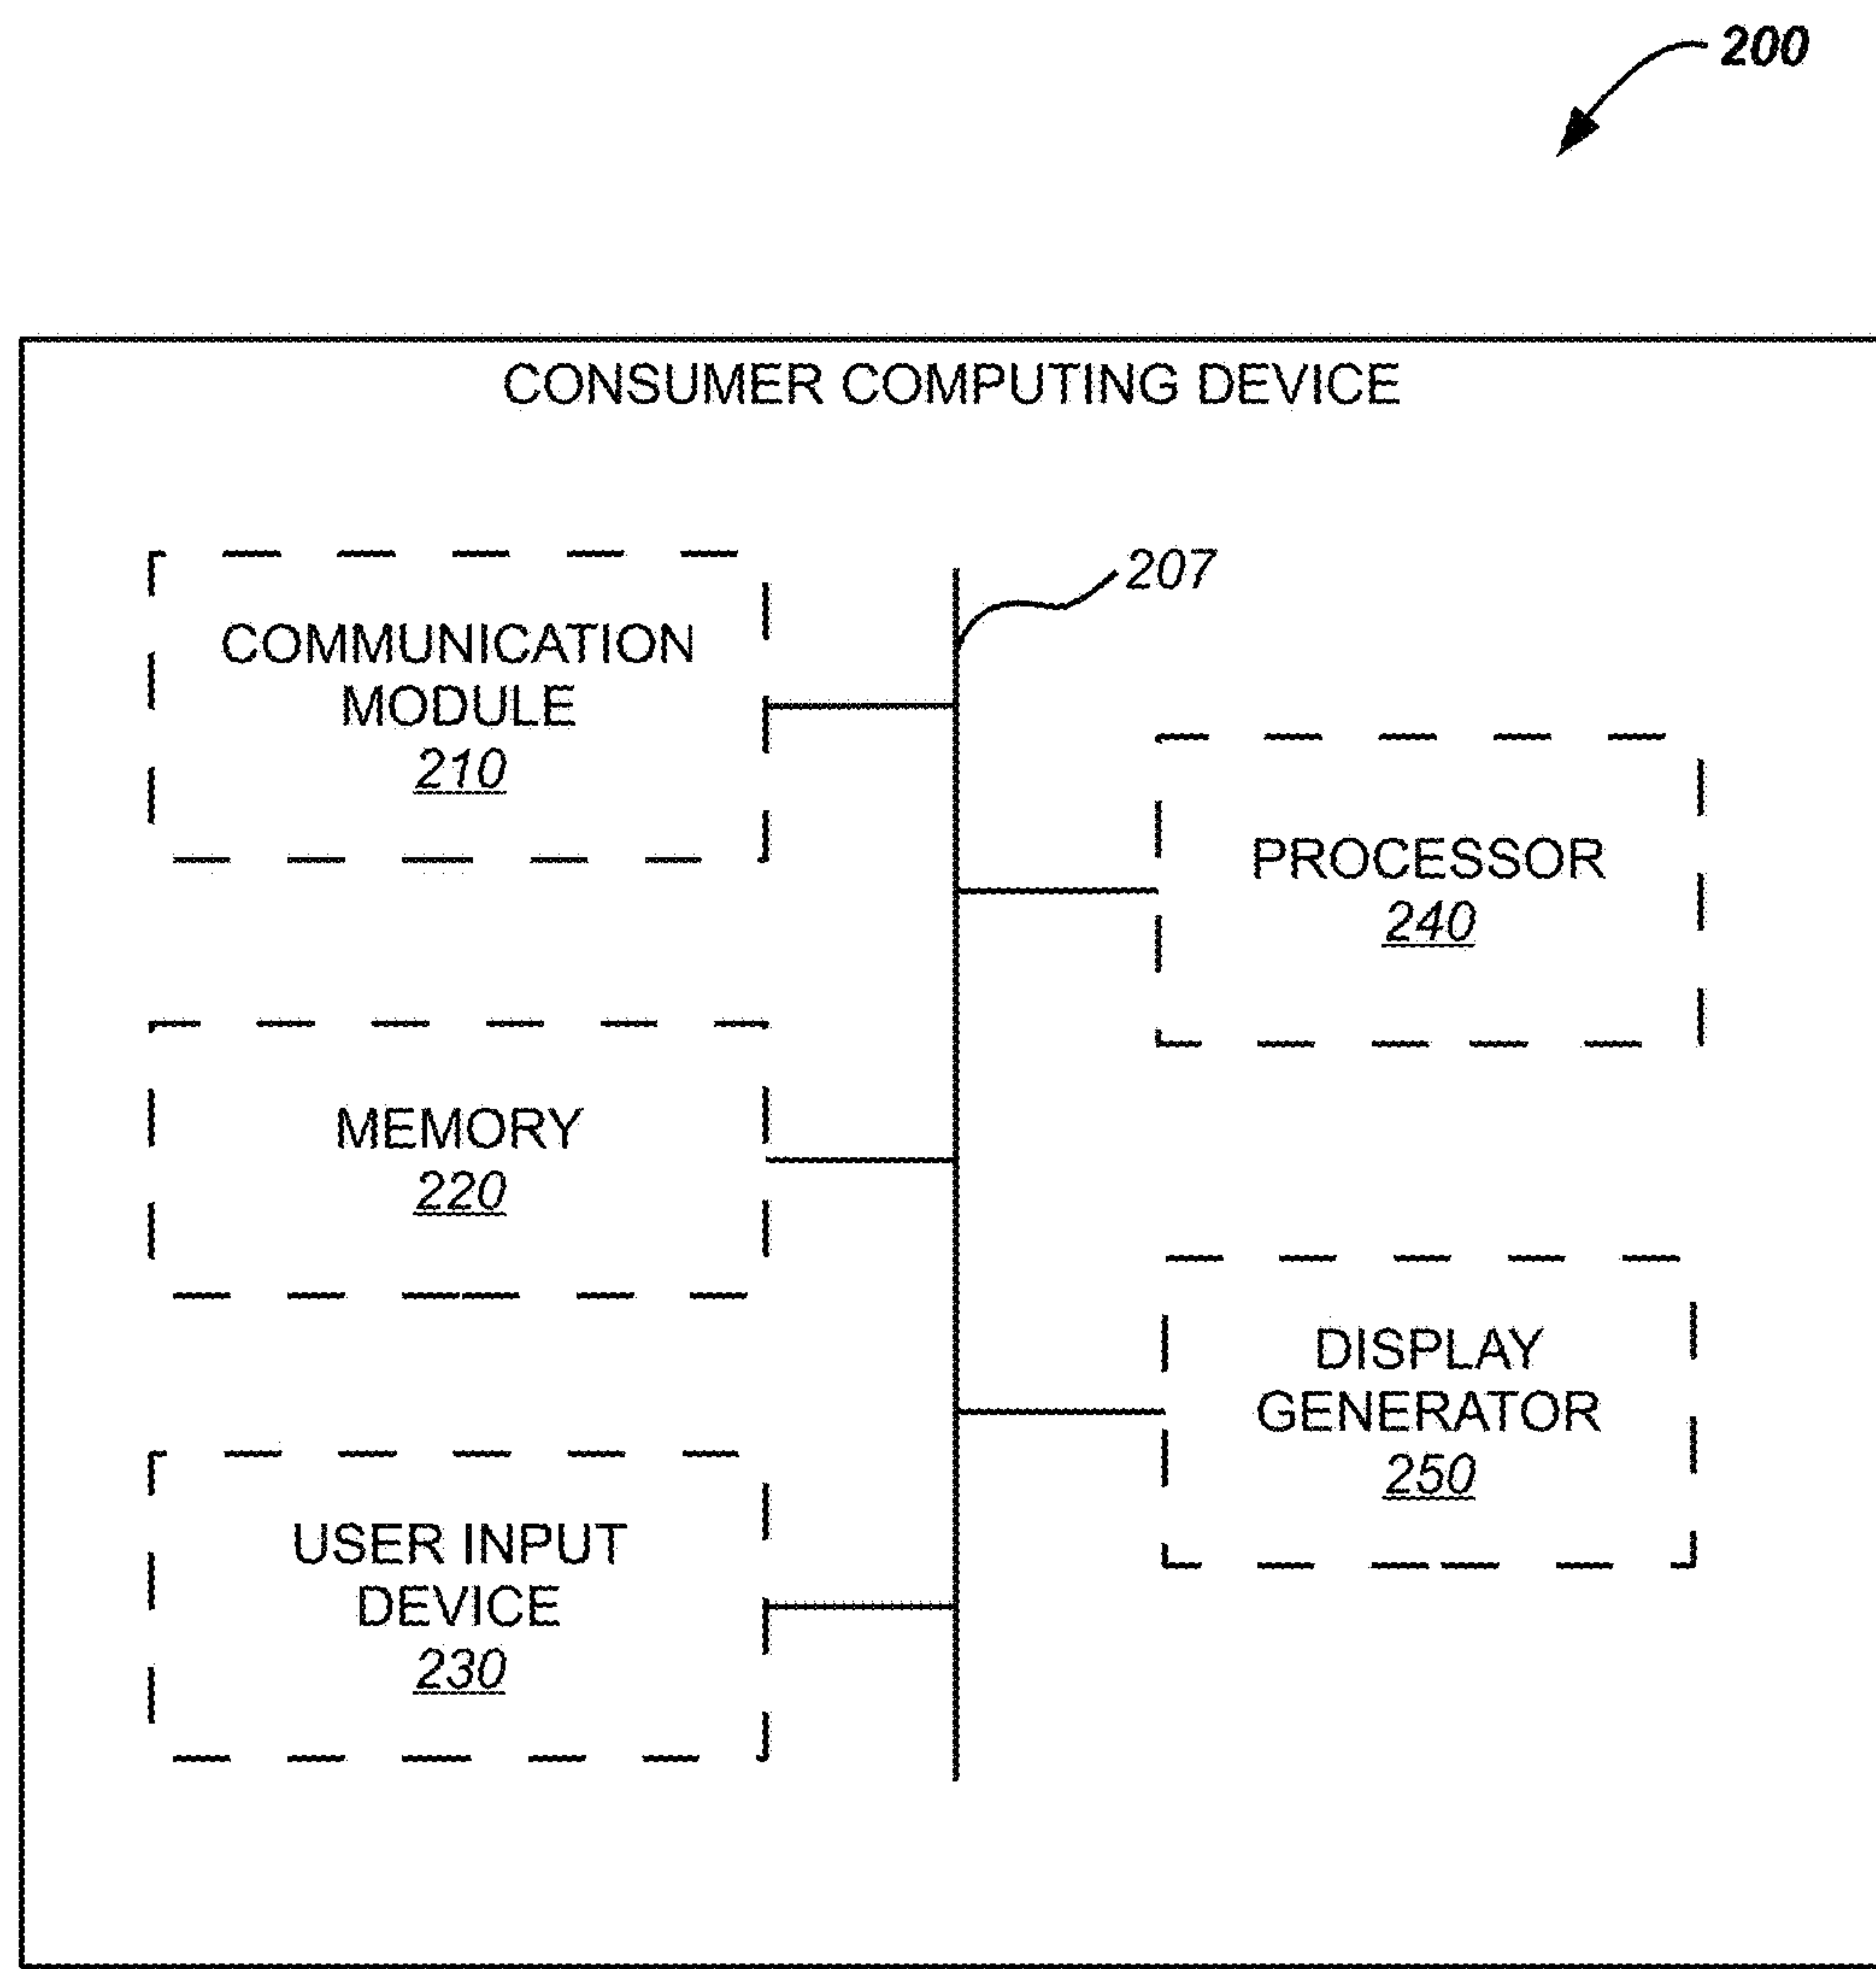 200
CONSUMER COMPUTING DEVICE
207
COMMUNICATION
MODULE
210
PROCESSOR
240
MEMORY
220
DISPLAY
GENERATOR
250
USER INPUT
DEVICE
230